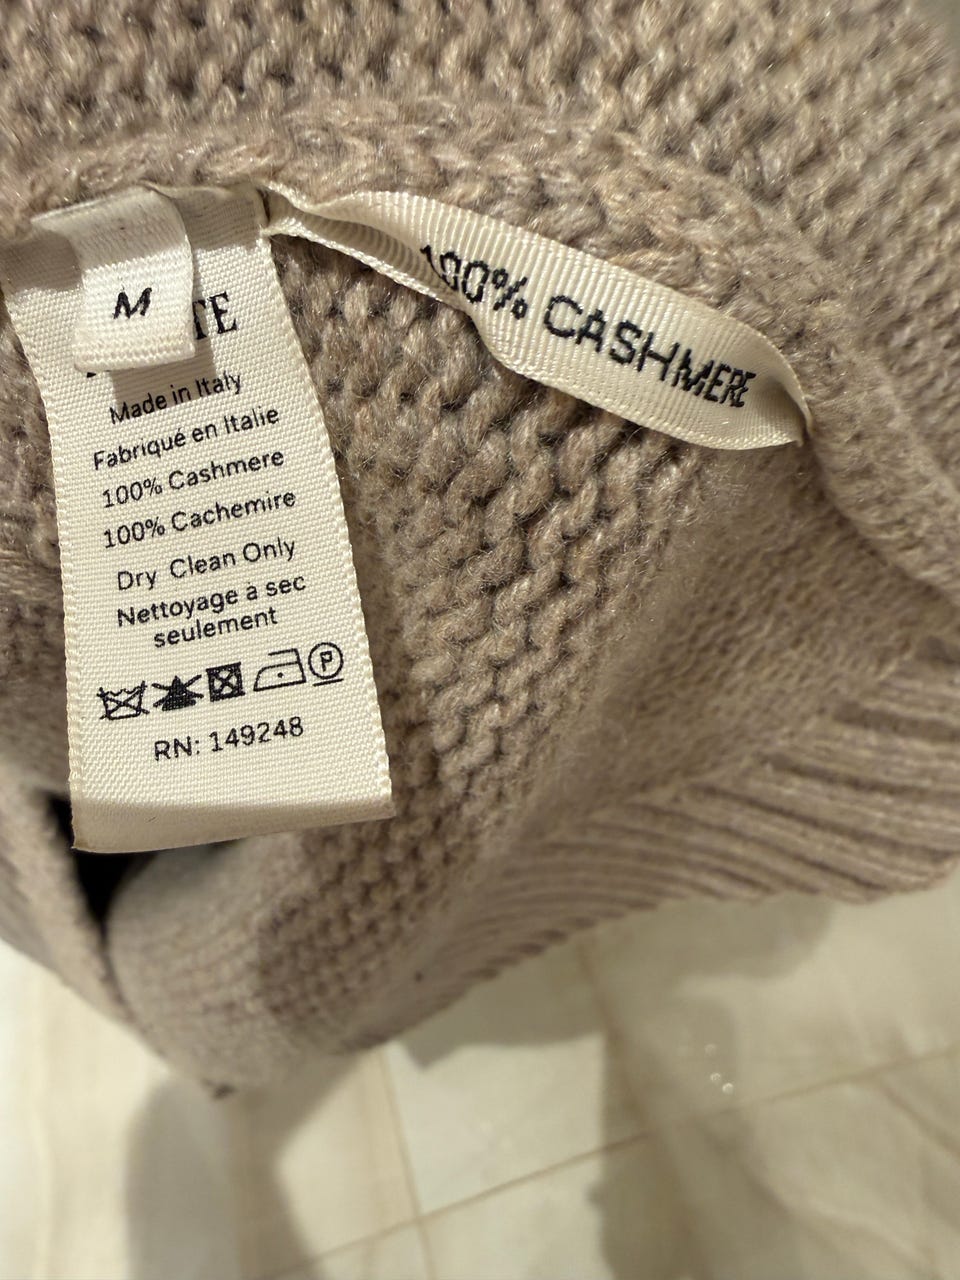 M
Made in Italy
Fabriqué en Italie
100% Cashmere
100% Cachemire
Dry Clean Only
Nettoyage à sec
seulement
P
RN: 149248
100% CASHMERE